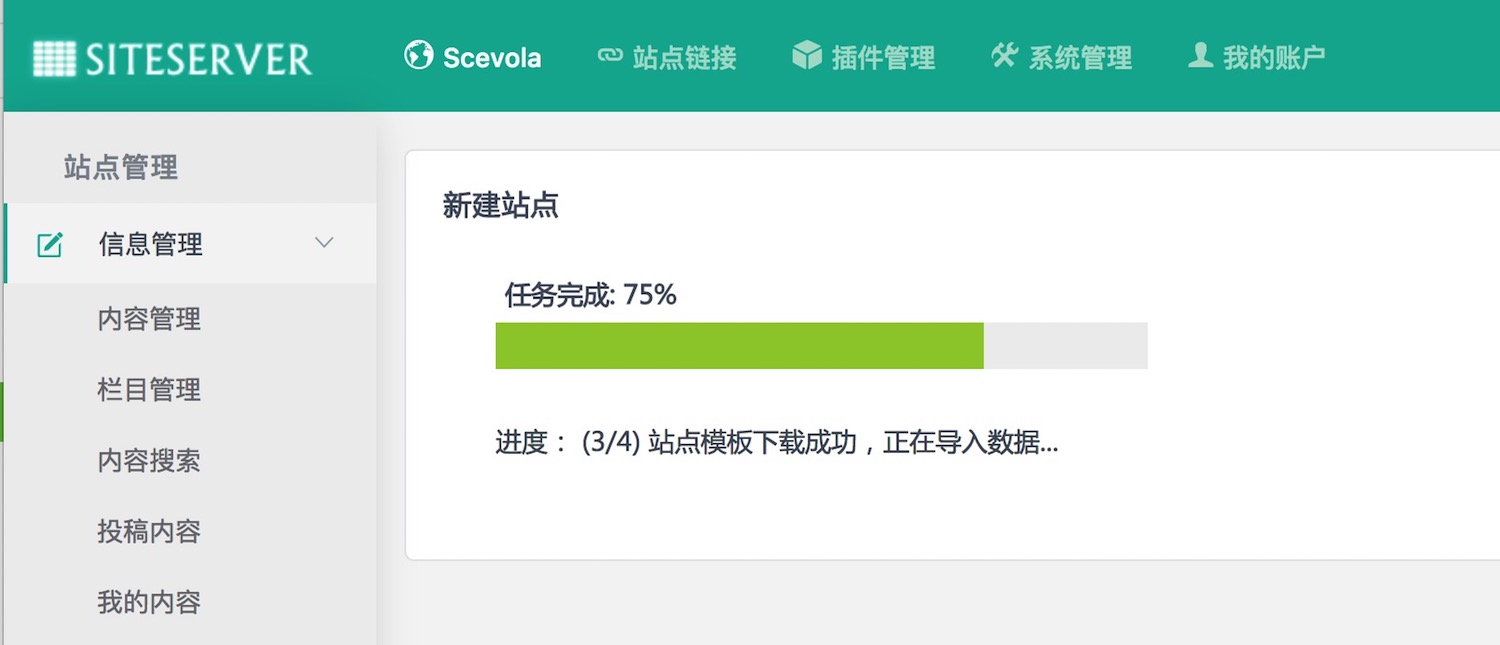 SITESERVER
Scevola
站点链接
插件管理
系统管理
我的账户
站点管理
信息管理
内容管理
栏目管理
内容搜索
投稿内容
我的内容
新建站点
任务完成: 75%
进度： (3/4) 站点模板下载成功，正在导入数据...